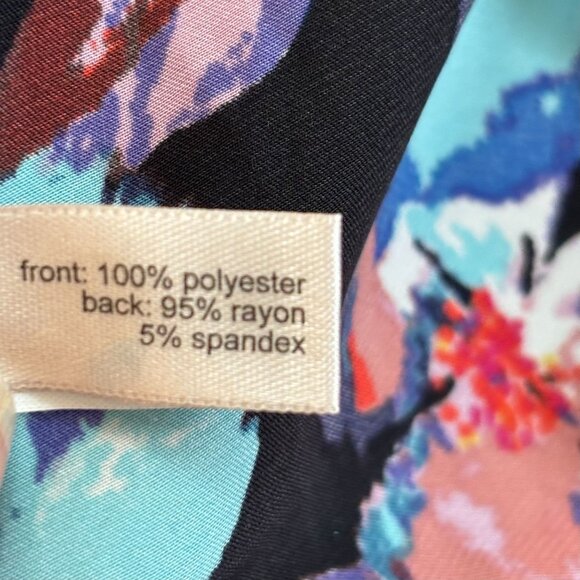 front: 100% polyester
back: 95% rayon
5% spandex